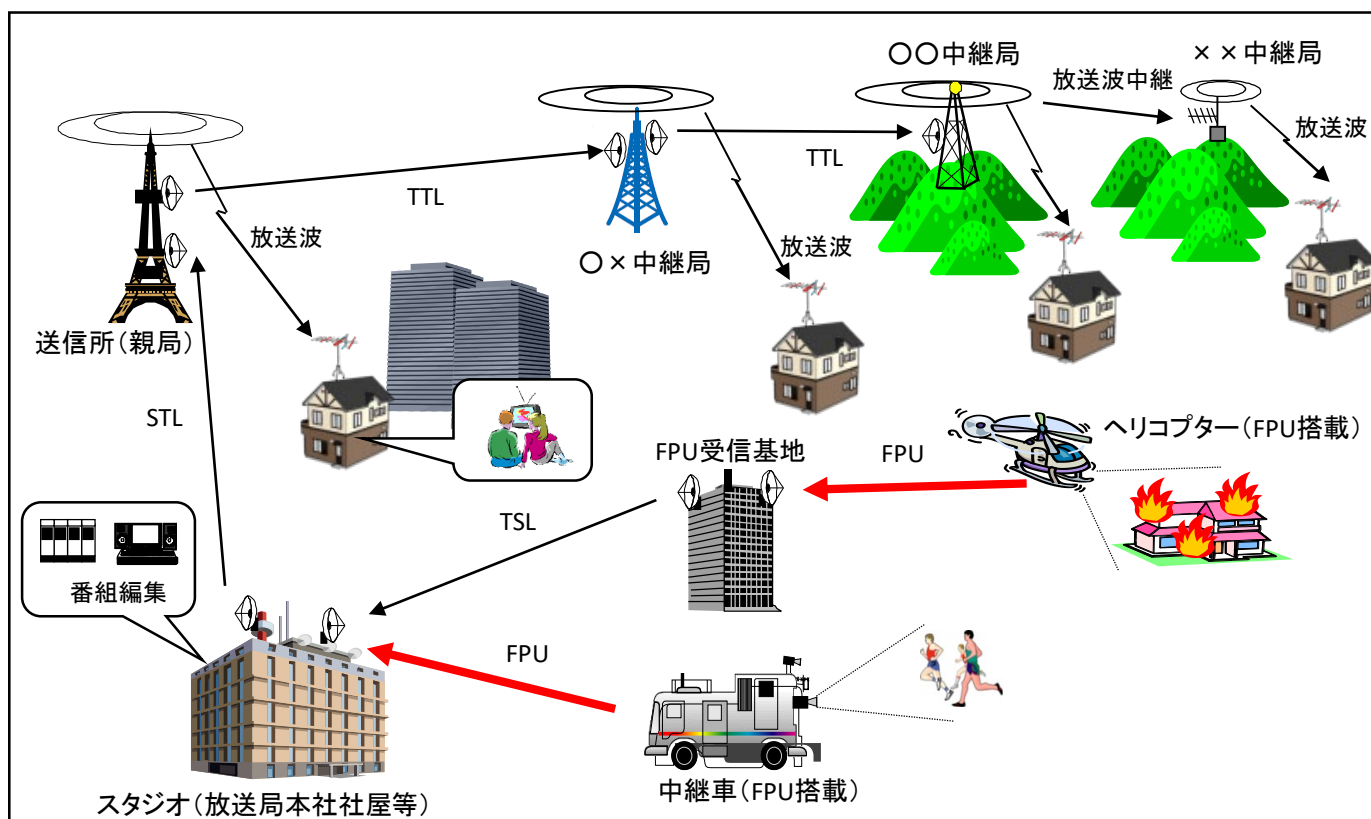 〇〇中継局
××中継局
放送波中継
放送波
TTL
TTL
〇×中継局
放送波
放送波
送信所(親局)
STL
ヘリコプター(FPU搭載)
FPU
FPU受信基地
TSL
番組編集
FPU
中継車(FPU搭載)
スタジオ(放送局本社社屋等)